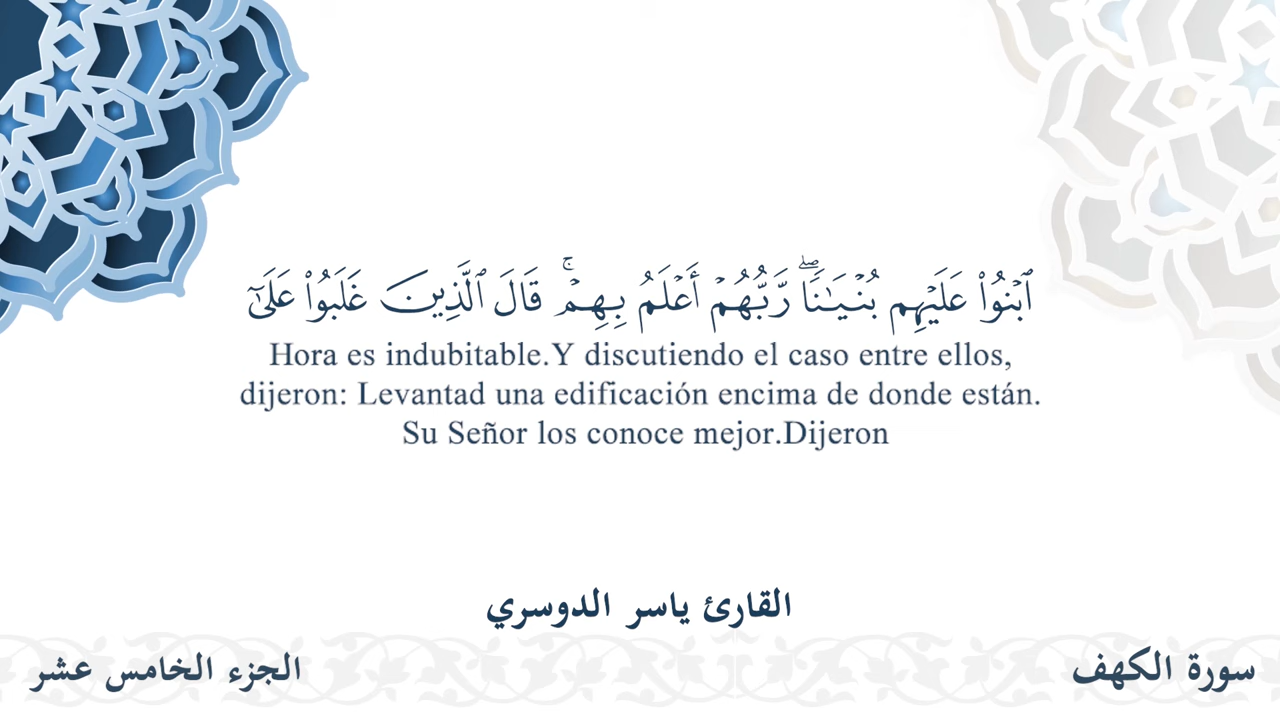 ٱبۡنُواْ عَلَيۡهِم بُنۡيَٰنٗاۖ رَّبُّهُمۡ أَعۡلَمُ بِهِمۡۚ قَالَ ٱلَّذِينَ غَلَبُواْ عَلَىٰٓ
Hora es indubitable.Y discutiendo el caso entre ellos,
dijeron: Levantad una edificación encima de donde están.
Su Señor los conoce mejor.Dijeron
القارئ ياسر الدوسري
سورة الكهف
الجزء الخامس عشر